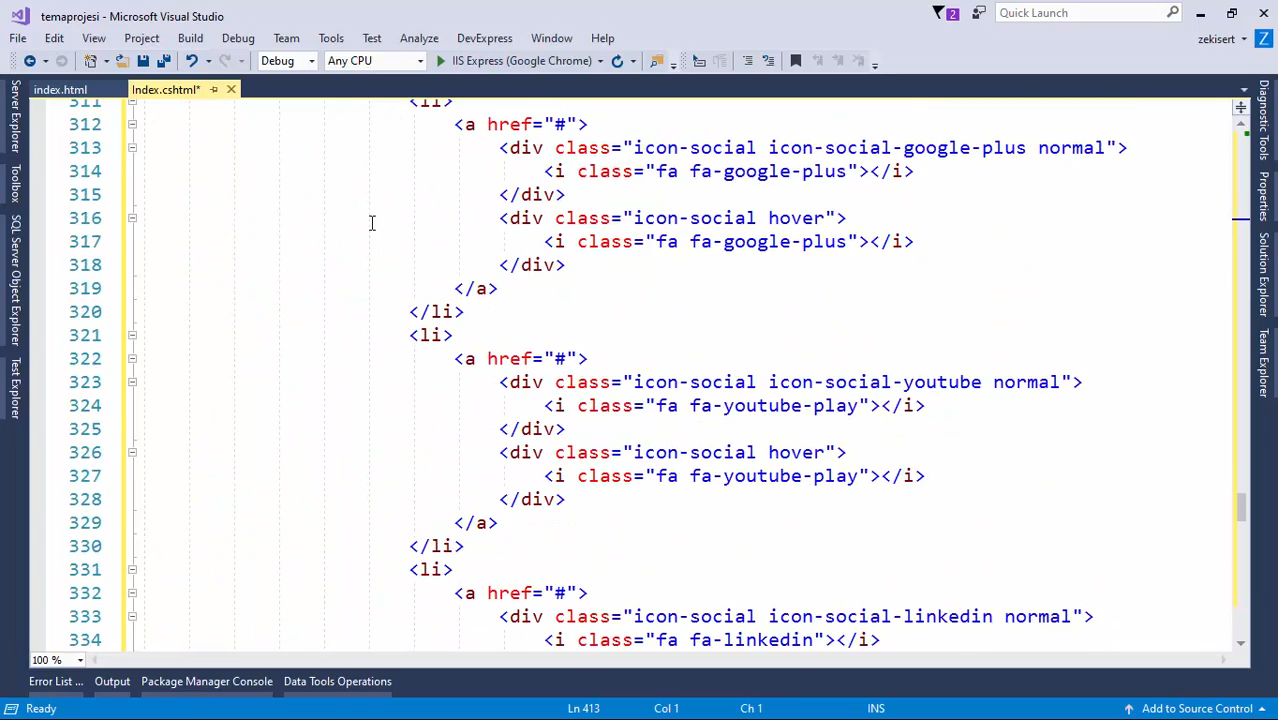 temaprojesi - Microsoft Visual Studio
2
Quick Launch
File Edit View Project Build Debug Team Tools Test Analyze DevExpress Window Help
zekisert
Z
Debug
Any CPU
IIS Express (Google Chrome)
index.html
Index.cshtml*
Server Explorer
Toolbox
SQL Server Object Explorer
Test Explorer
311 <li>
312 <a href="#">
313 <div class="icon-social icon-social-google-plus normal">
314 <i class="fa fa-google-plus"></i>
315 </div>
316 <div class="icon-social hover">
317 <i class="fa fa-google-plus"></i>
318 </div>
319 </a>
320 </li>
321 <li>
322 <a href="#">
323 <div class="icon-social icon-social-youtube normal">
324 <i class="fa fa-youtube-play"></i>
325 </div>
326 <div class="icon-social hover">
327 <i class="fa fa-youtube-play"></i>
328 </div>
329 </a>
330 </li>
331 <li>
332 <a href="#">
333 <div class="icon-social icon-social-linkedin normal">
334 <i class="fa fa-linkedin"></i>
Diagnostic Tools
Properties
Solution Explorer
Team Explorer
100 %
Error List ... Output Package Manager Console Data Tools Operations
Ready
Ln 413
Col 1
Ch 1
INS
Add to Source Control